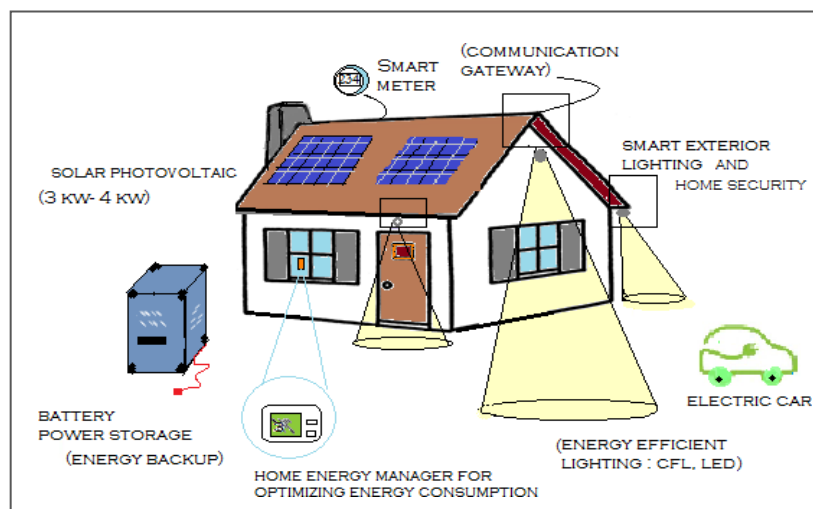 SMART
METER
234
(COMMUNICATION
GATEWAY)
SMART EXTERIOR
LIGHTING AND
HOME SECURITY
SOLAR PHOTOVOLTAIC
(3 KW- 4 KW)
BATTERY
POWER STORAGE
(ENERGY BACKUP)
HOME ENERGY MANAGER FOR
OPTIMIZING ENERGY CONSUMPTION
ELECTRIC CAR
(ENERGY EFFICIENT
LIGHTING : CFL, LED)